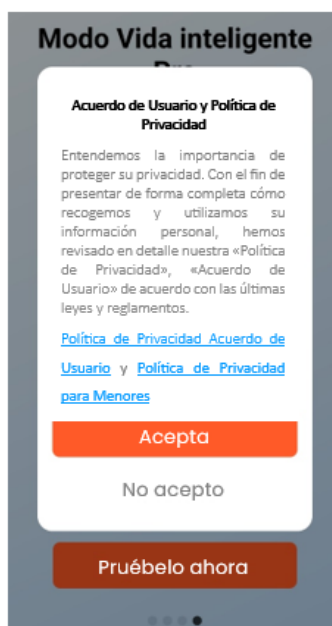 Modo Vida inteligente
Acuerdo de Usuario y Política de
Privacidad
Entendemos la importancia de
proteger su privacidad. Con el fin de
presentar de forma completa cómo
recogemos y utilizamos su
información personal, hemos
revisado en detalle nuestra «Política
de Privacidad», «Acuerdo de
Usuario» de acuerdo con las últimas
leyes y reglamentos.
Política de Privacidad Acuerdo de
Usuario y Política de Privacidad
para Menores
Acepta
No acepto
Pruébelo ahora